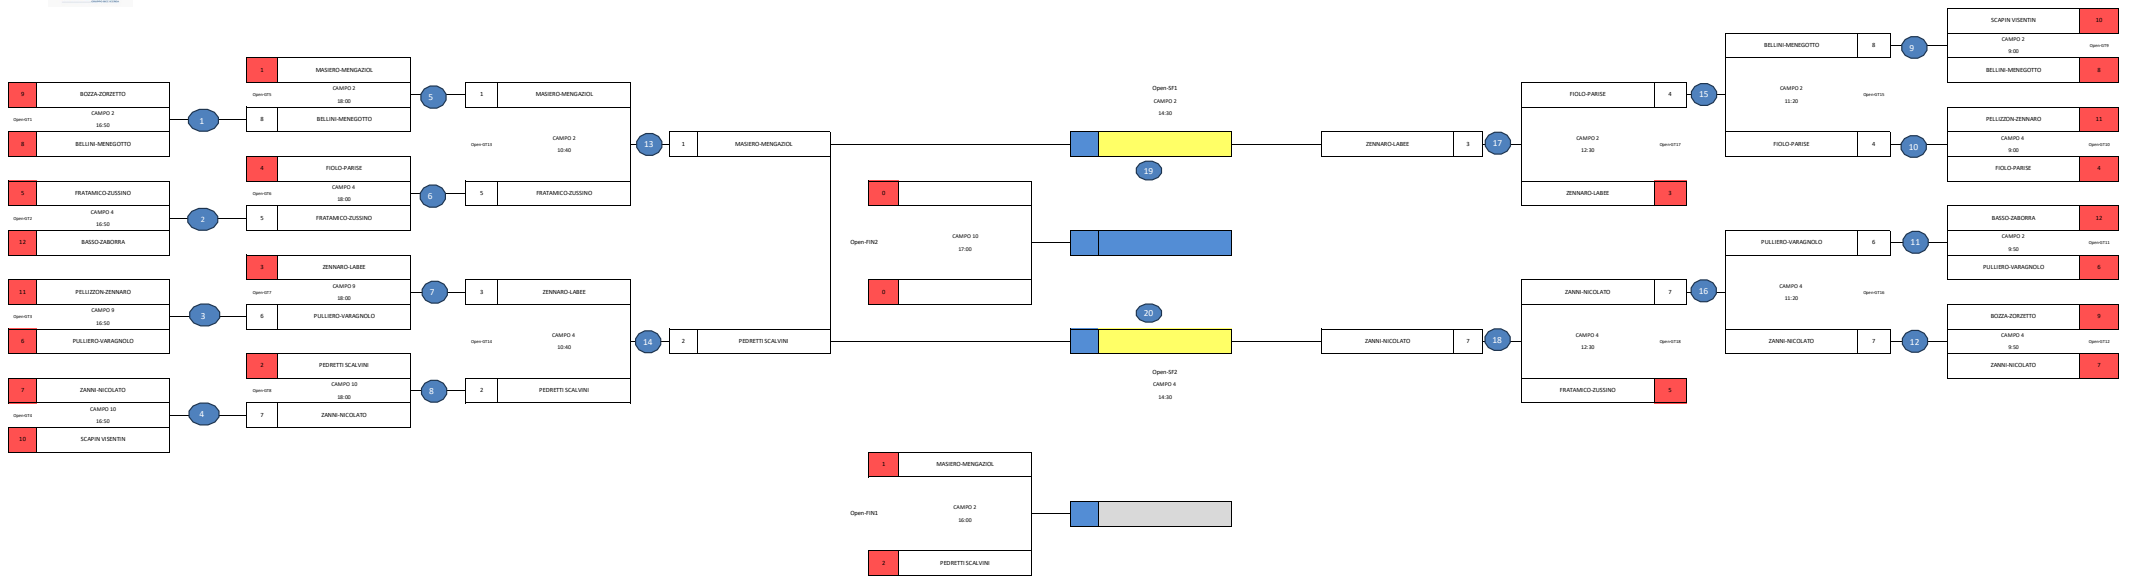 9 BOZZA-ZORZETTO
Open-GT1 CAMPO 2
16:50
8 BELLINI-MENEGOTTO
1
5 FRATAMICO-ZUSSINO
Open-GT2 CAMPO 4
16:50
12 BASSO-ZABORRA
2
11 PELLIZZON-ZENNARO
Open-GT3 CAMPO 9
16:50
6 PULLIERO-VARAGNOLO
3
7 ZANNI-NICOLATO
Open-GT4 CAMPO 10
16:50
10 SCAPIN VISENTIN
4
1 MASIERO-MENGAZIOL
Open-GT5 CAMPO 2
18:00
8 BELLINI-MENEGOTTO
5
4 FIOLO-PARISE
Open-GT6 CAMPO 4
18:00
5 FRATAMICO-ZUSSINO
6
3 ZENNARO-LABEE
Open-GT7 CAMPO 9
18:00
6 PULLIERO-VARAGNOLO
7
2 PEDRETTI SCALVINI
Open-GT8 CAMPO 10
18:00
7 ZANNI-NICOLATO
8
1 MASIERO-MENGAZIOL
CAMPO 2
Open-GT13
10:40
5 FRATAMICO-ZUSSINO
13
3 ZENNARO-LABEE
CAMPO 4
Open-GT14
10:40
2 PEDRETTI SCALVINI
14
1 MASIERO-MENGAZIOL
2 PEDRETTI SCALVINI
0
Open-FIN2 CAMPO 10
17:00
0
1 MASIERO-MENGAZIOL
Open-FIN1 CAMPO 2
16:00
2 PEDRETTI SCALVINI
Open-SF1
CAMPO 2
14:30
19
20
Open-SF2
CAMPO 4
14:30
ZENNARO-LABEE 3
17
ZANNI-NICOLATO 7
18
FIOLO-PARISE 4
CAMPO 2
Open-GT17
12:30
ZENNARO-LABEE 3
15
ZANNI-NICOLATO 7
CAMPO 4
Open-GT18
12:30
FRATAMICO-ZUSSINO 5
16
BELLINI-MENEGOTTO 8
CAMPO 2
Open-GT15
11:20
FIOLO-PARISE 4
9
10
PULLIERO-VARAGNOLO 6
CAMPO 4
Open-GT16
11:20
ZANNI-NICOLATO 7
11
12
SCAPIN VISENTIN 10
CAMPO 2
Open-GT9
9:00
BELLINI-MENEGOTTO 8
PELLIZZON-ZENNARO 11
CAMPO 4
Open-GT10
9:00
FIOLO-PARISE 4
BASSO-ZABORRA 12
CAMPO 2
Open-GT11
9:50
PULLIERO-VARAGNOLO 6
BOZZA-ZORZETTO 9
CAMPO 4
Open-GT12
9:50
ZANNI-NICOLATO 7